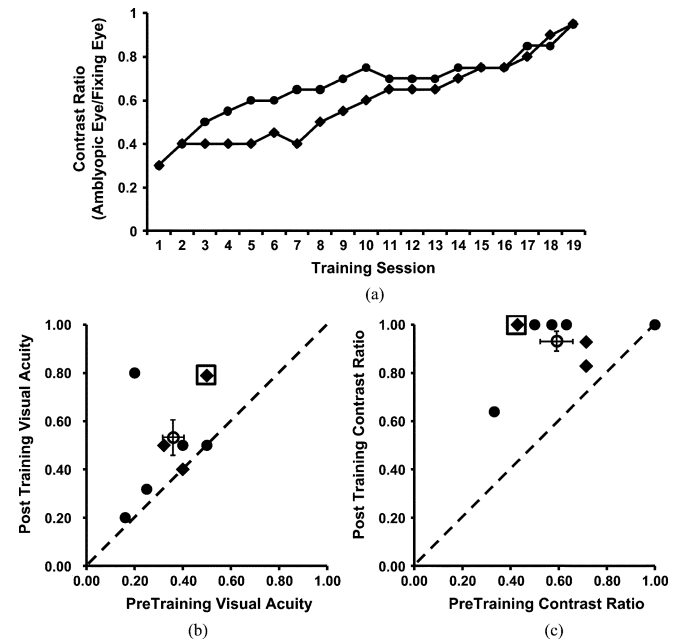 Contrast Ratio
(Amblyopic Eye/Fixing Eye)
1
0.8
0.6
0.4
0.2
0
1 2 3 4 5 6 7 8 9 10 11 12 13 14 15 16 17 18 19
Training Session
(a)
Post Training Visual Acuity
1.00
0.80
0.60
0.40
0.20
0.00
0.00 0.20 0.40 0.60 0.80 1.00
PreTraining Visual Acuity
(b)
Post Training Contrast Ratio
1.00
0.80
0.60
0.40
0.20
0.00
0.00 0.20 0.40 0.60 0.80 1.00
PreTraining Contrast Ratio
(c)